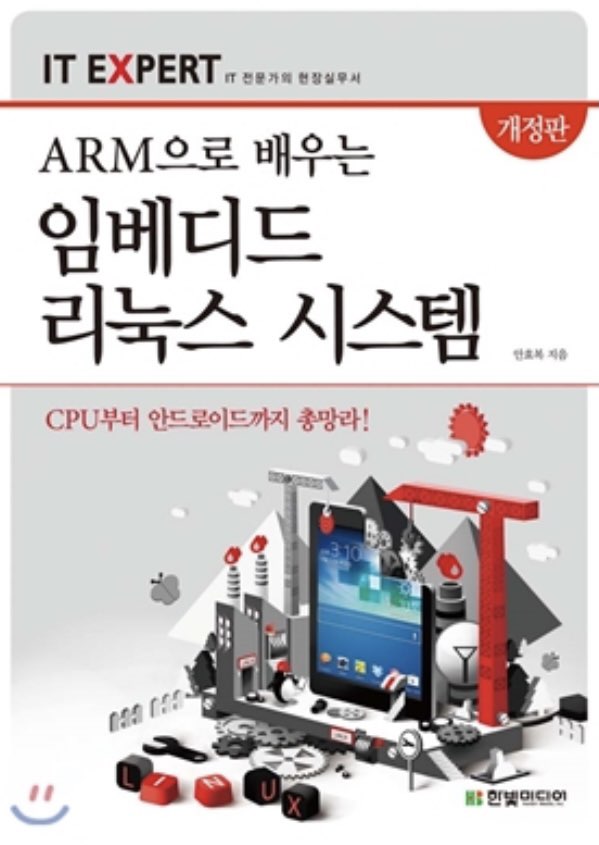 IT EXPERT IT 전문가의 현장실무서
개정판
ARM으로 배우는
임베디드
리눅스 시스템
안효복 지음
CPU부터 안드로이드까지 총망라!
3:10
LINUX
한빛미디어